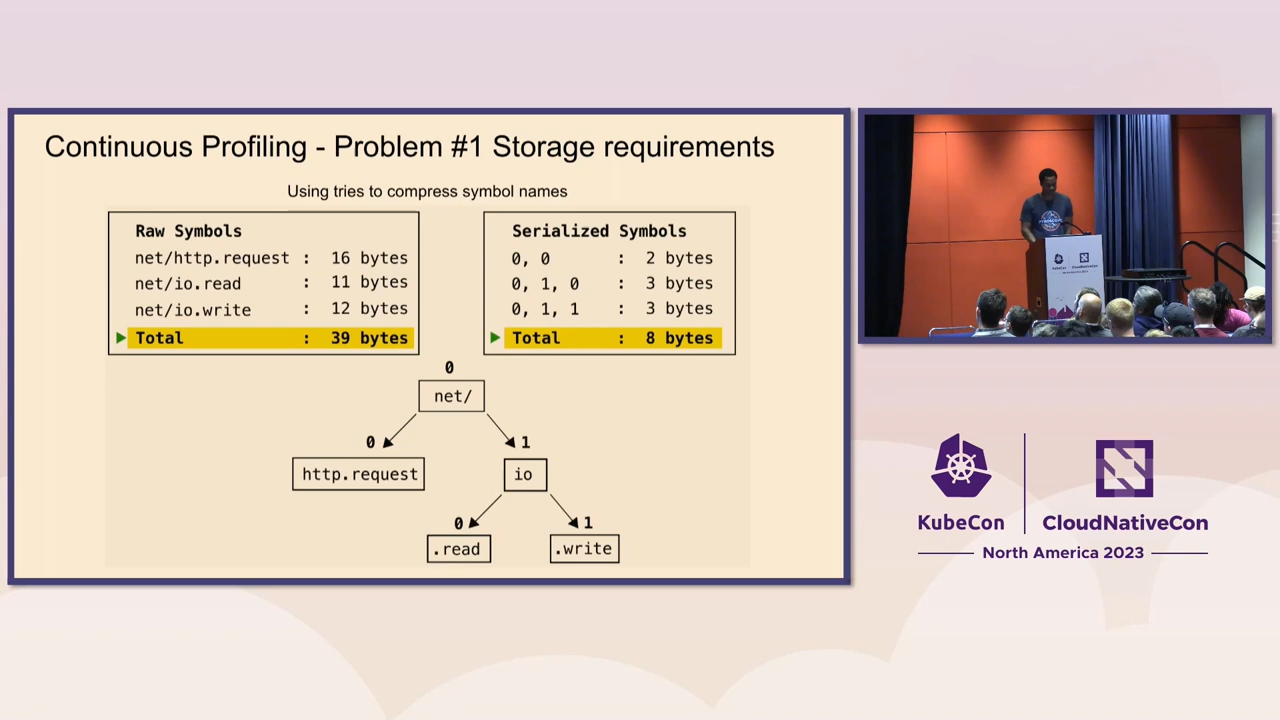 Continuous Profiling - Problem #1 Storage requirements
Using tries to compress symbol names
Raw Symbols
net/http.request : 16 bytes
net/io.read : 11 bytes
net/io.write : 12 bytes
Total : 39 bytes
Serialized Symbols
0, 0 : 2 bytes
0, 1, 0 : 3 bytes
0, 1, 1 : 3 bytes
Total : 8 bytes
0
net/
0 1
http.request io
0 1
.read .write
KubeCon CloudNativeCon
North America 2023
KubeCon CloudNativeCon